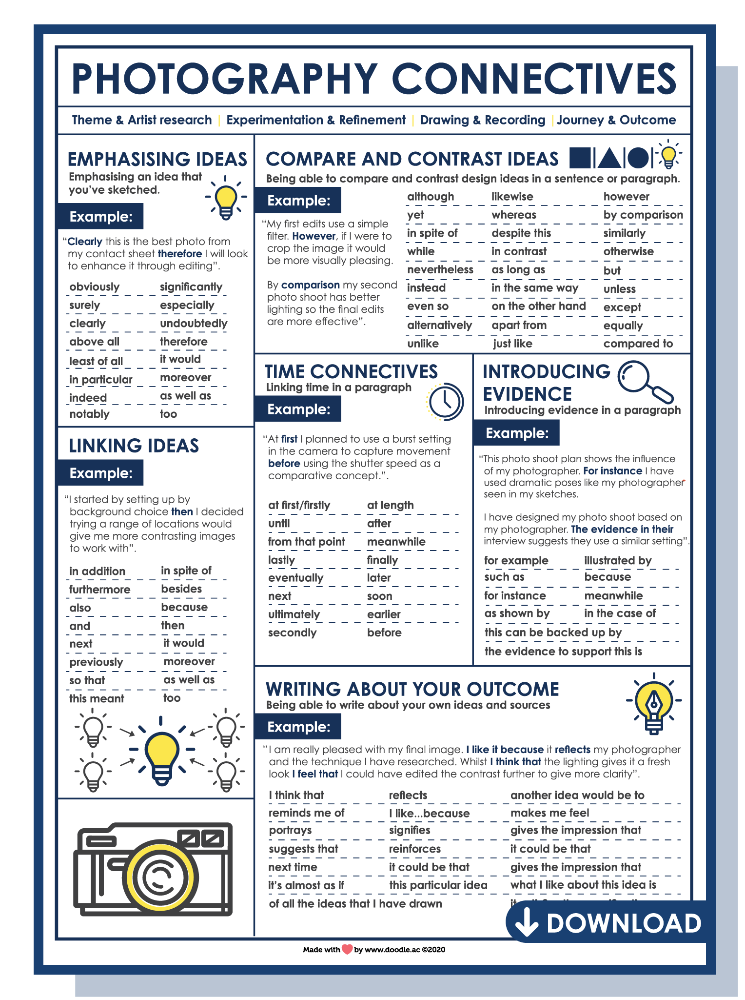 PHOTOGRAPHY CONNECTIVES
Theme & Artist research | Experimentation & Refinement | Drawing & Recording | Journey & Outcome
EMPHASISING IDEAS
Emphasising an idea that
you've sketched.
Example:
“Clearly this is the best photo from
my contact sheet therefore I will look
to enhance it through editing”.
obviously significantly
surely especially
clearly undoubtedly
above all therefore
least of all it would
in particular moreover
indeed as well as
notably too
LINKING IDEAS
Example:
“I started by setting up by
background choice then I decided
trying a range of locations would
give me more contrasting images
to work with”.
in addition in spite of
furthermore besides
also because
and then
next it would
previously moreover
so that as well as
this meant too
COMPARE AND CONTRAST IDEAS
Being able to compare and contrast design ideas in a sentence or paragraph.
Example:
“My first edits use a simple
filter. However, if I were to
crop the image it would
be more visually pleasing.
By comparison my second
photo shoot has better
lighting so the final edits
are more effective”.
although likewise however
yet whereas by comparison
in spite of despite this similarly
while in contrast otherwise
nevertheless as long as but
instead in the same way unless
even so on the other hand except
alternatively apart from equally
unlike just like compared to
TIME CONNECTIVES
Linking time in a paragraph
Example:
“At first I planned to use a burst setting
in the camera to capture movement
before using the shutter speed as a
comparative concept.”.
at first/firstly at length
until after
from that point meanwhile
lastly finally
eventually later
next soon
ultimately earlier
secondly before
INTRODUCING
EVIDENCE
Introducing evidence in a paragraph
Example:
“This photo shoot plan shows the influence
of my photographer. For instance I have
used dramatic poses like my photographer
seen in my sketches.
I have designed my photo shoot based on
my photographer. The evidence in their
interview suggests they use a similar setting”.
for example illustrated by
such as because
for instance meanwhile
as shown by in the case of
this can be backed up by
the evidence to support this is
WRITING ABOUT YOUR OUTCOME
Being able to write about your own ideas and sources
Example:
“I am really pleased with my final image. I like it because it reflects my photographer
and the technique I have researched. Whilst I think that the lighting gives it a fresh
look I feel that I could have edited the contrast further to give more clarity”.
I think that reflects another idea would be to
reminds me of I like...because makes me feel
portrays signifies gives the impression that
suggests that reinforces it could be that
next time it could be that gives the impression that
it's almost as if this particular idea what I like about this idea is
of all the ideas that I have drawn
DOWNLOAD
Made with by www.doodle.ac ©2020